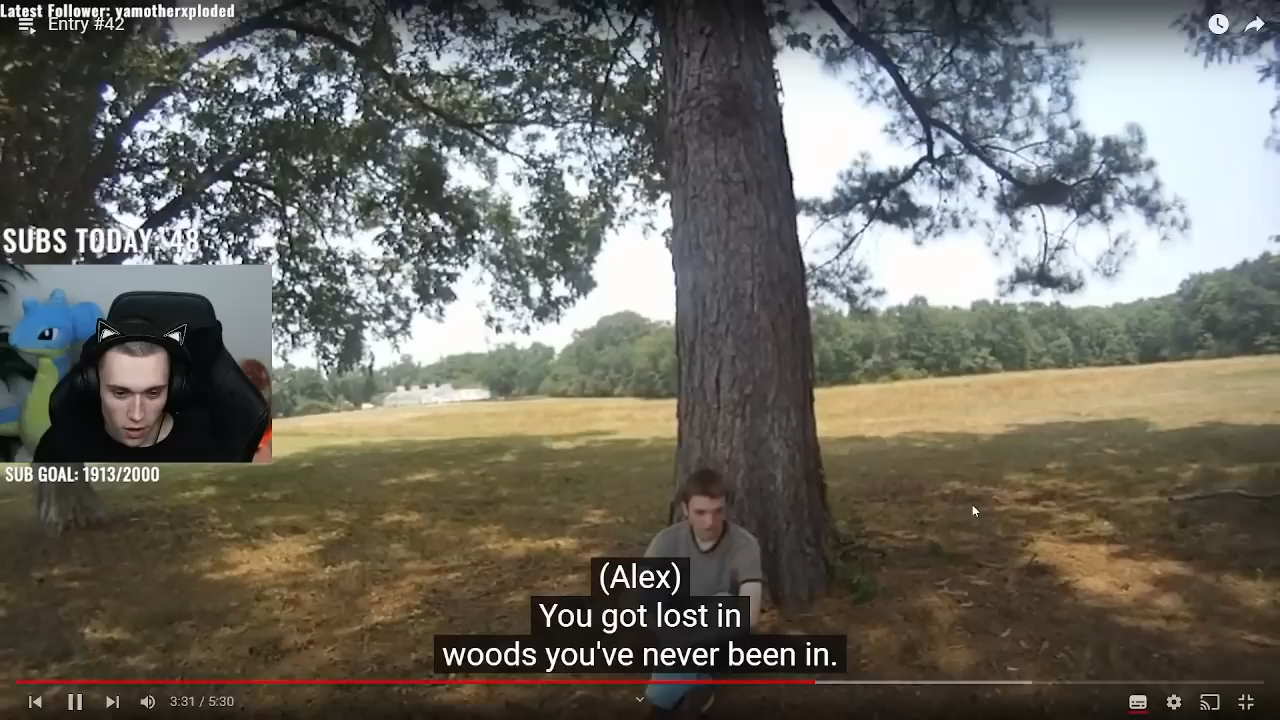 Latest Follower: yamotherxploded
Entry #42
SUBS TODAY: 48
SUB GOAL: 1913/2000
(Alex)
You got lost in
woods you've never been in.
3:31 / 5:30